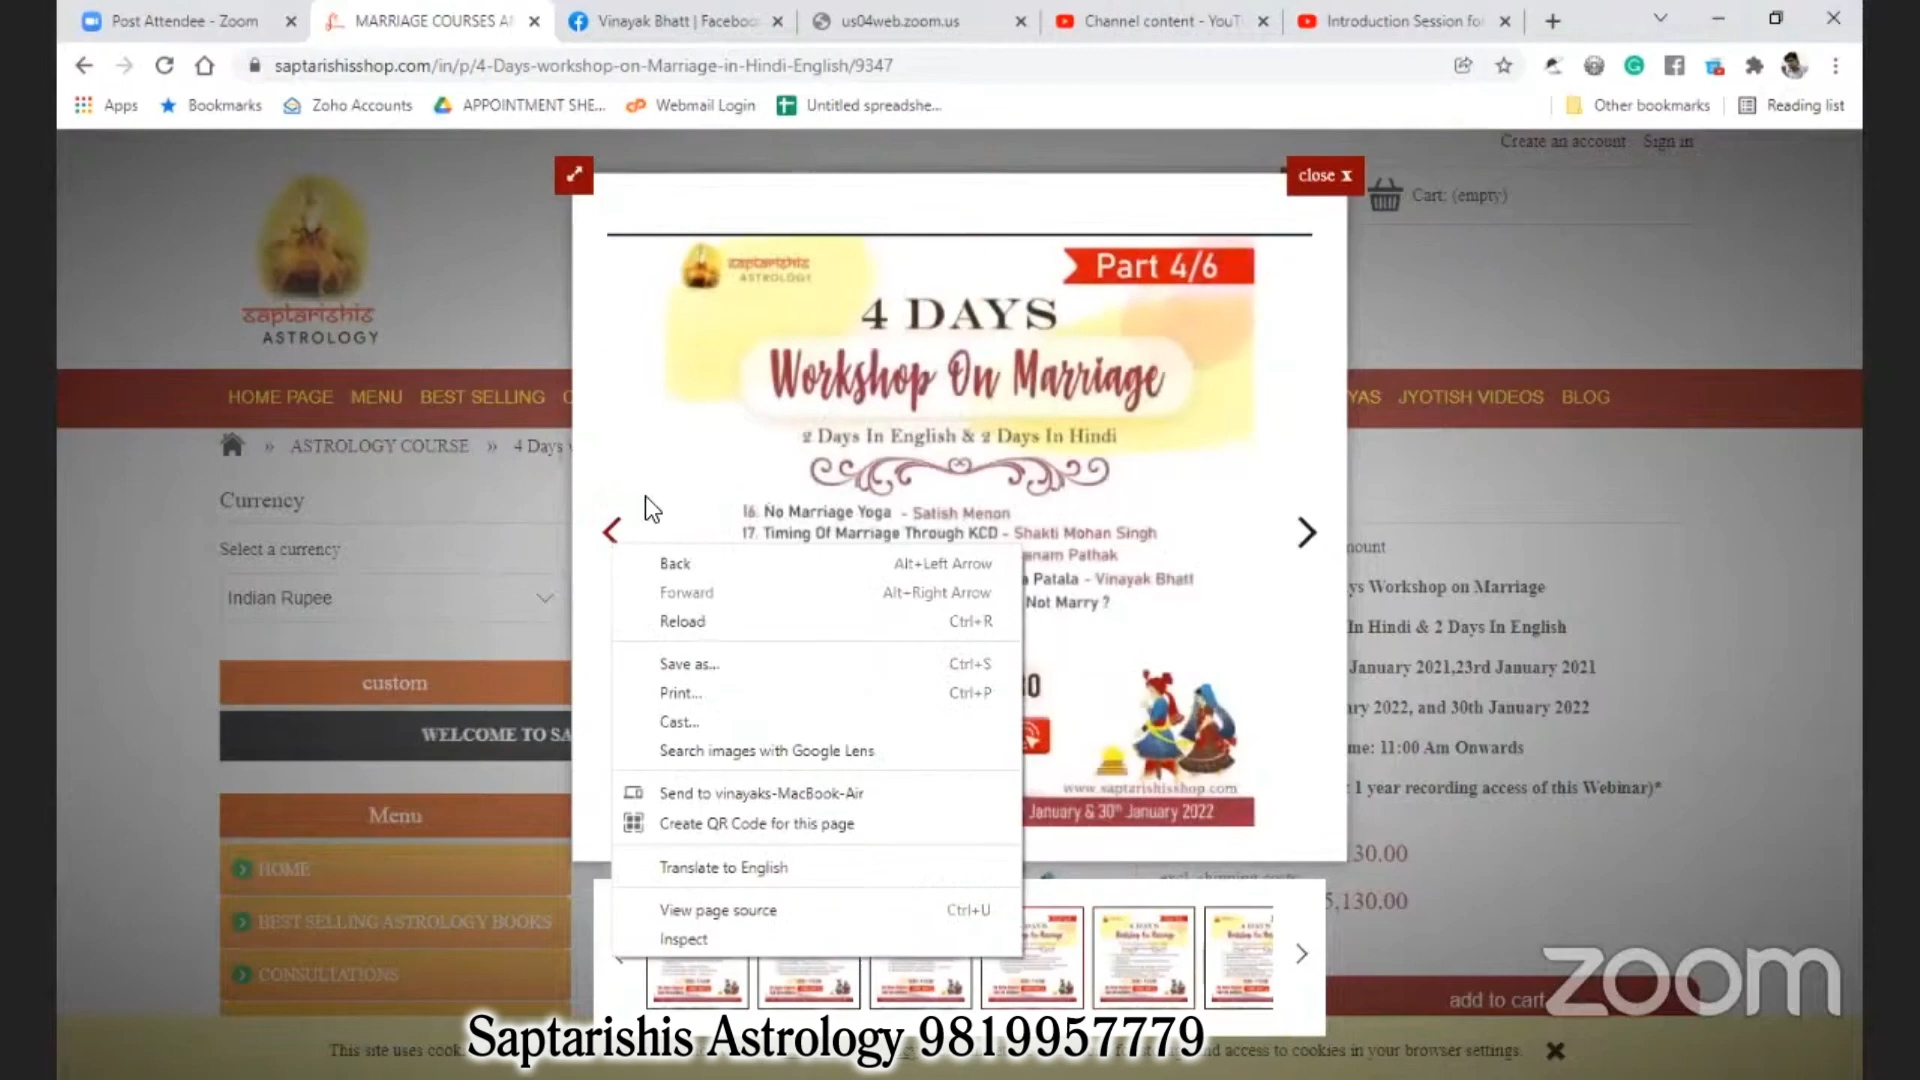 Post Attendee - Zoom
MARRIAGE COURSES A
Vinayak Bhatt | Faceboo
us04web.zoom.us
Channel content - YouT
Introduction Session fo
saptarishisshop.com/in/p/4-Days-workshop-on-Marriage-in-Hindi-English/9347
Apps
Bookmarks
Zoho Accounts
APPOINTMENT SHE...
Webmail Login
Untitled spreadshe...
Other bookmarks
Reading list
Create an account
Sign in
close x
Cart: (empty)
saptarishis
ASTROLOGY
saptarishis
ASTROLOGY
Part 4/6
4 DAYS
Workshop On Marriage
2 Days In English & 2 Days In Hindi
HOME PAGE
MENU
BEST SELLING
C
YAS
JYOTISH VIDEOS
BLOG
» ASTROLOGY COURSE » 4 Days
Currency
Select a currency
Indian Rupee
16. No Marriage Yoga - Satish Menon
17. Timing Of Marriage Through KCD - Shakti Mohan Singh
anam Pathak
a Patala - Vinayak Bhatt
Not Marry ?
Back Alt+Left Arrow
Forward Alt+Right Arrow
Reload Ctrl+R
Save as... Ctrl+S
Print... Ctrl+P
Cast...
Search images with Google Lens
Send to vinayaks-MacBook-Air
Create QR Code for this page
Translate to English
View page source Ctrl+U
Inspect
www.saptarishisshop.com
January & 30th January 2022
mount
ys Workshop on Marriage
In Hindi & 2 Days In English
January 2021,23rd January 2021
ry 2022, and 30th January 2022
me: 11:00 Am Onwards
1 year recording access of this Webinar)*
30.00
5,130.00
custom
WELCOME TO SA
Menu
HOME
BEST SELLING ASTROLOGY BOOKS
CONSULTATIONS
add to cart
zoom
This site uses cook
Saptarishis Astrology 9819957779
nd access to cookies in your browser settings.